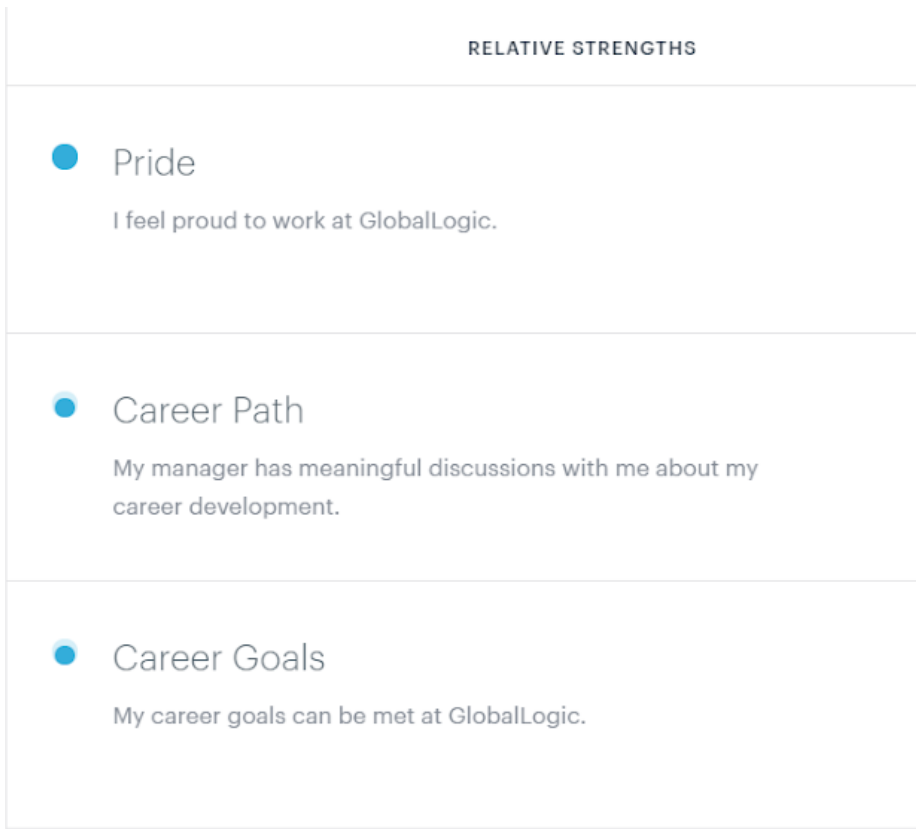 RELATIVE STRENGTHS
Pride
I feel proud to work at GlobalLogic.
Career Path
My manager has meaningful discussions with me about my
career development.
Career Goals
My career goals can be met at GlobalLogic.